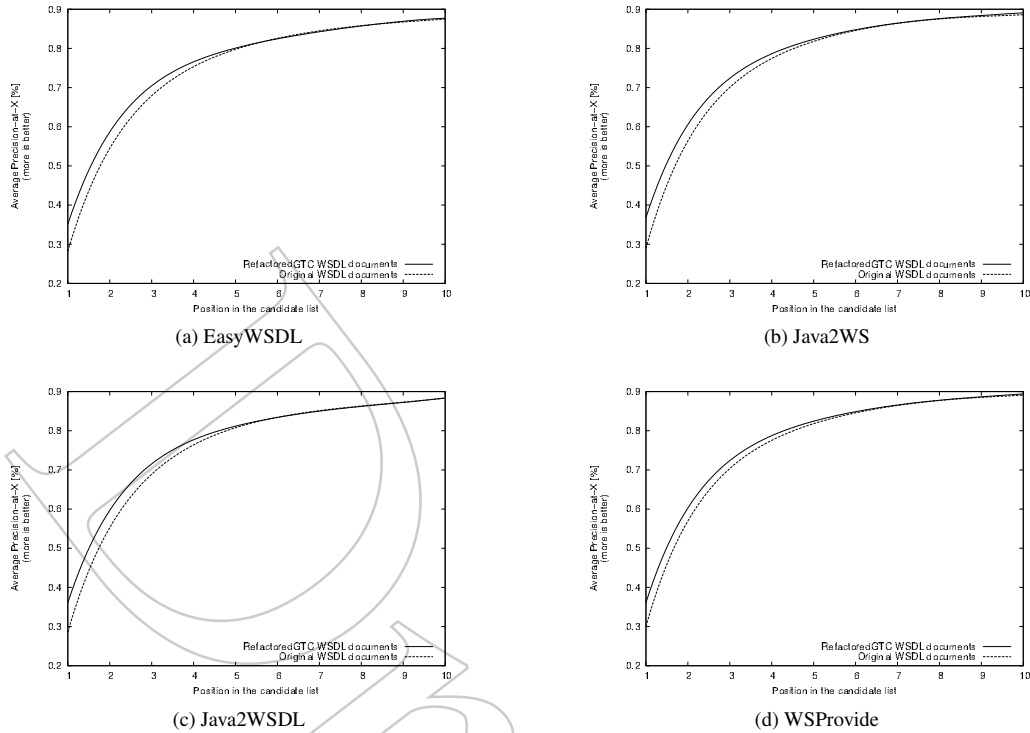 0.9
0.8
0.7
0.6
0.5
0.4
0.3
0.2
Average Precision-at-X [%]
(more is better)
RefactoredGTC WSDL documents
Original WSDL documents
1 2 3 4 5 6 7 8 9 10
Position in the candidate list
(a) EasyWSDL
0.9
0.8
0.7
0.6
0.5
0.4
0.3
0.2
Average Precision-at-X [%]
(more is better)
RefactoredGTC WSDL documents
Original WSDL documents
1 2 3 4 5 6 7 8 9 10
Position in the candidate list
(b) Java2WS
0.9
0.8
0.7
0.6
0.5
0.4
0.3
0.2
Average Precision-at-X [%]
(more is better)
RefactoredGTC WSDL documents
Original WSDL documents
1 2 3 4 5 6 7 8 9 10
Position in the candidate list
(c) Java2WSDL
0.9
0.8
0.7
0.6
0.5
0.4
0.3
0.2
Average Precision-at-X [%]
(more is better)
RefactoredGTC WSDL documents
Original WSDL documents
1 2 3 4 5 6 7 8 9 10
Position in the candidate list
(d) WSProvide